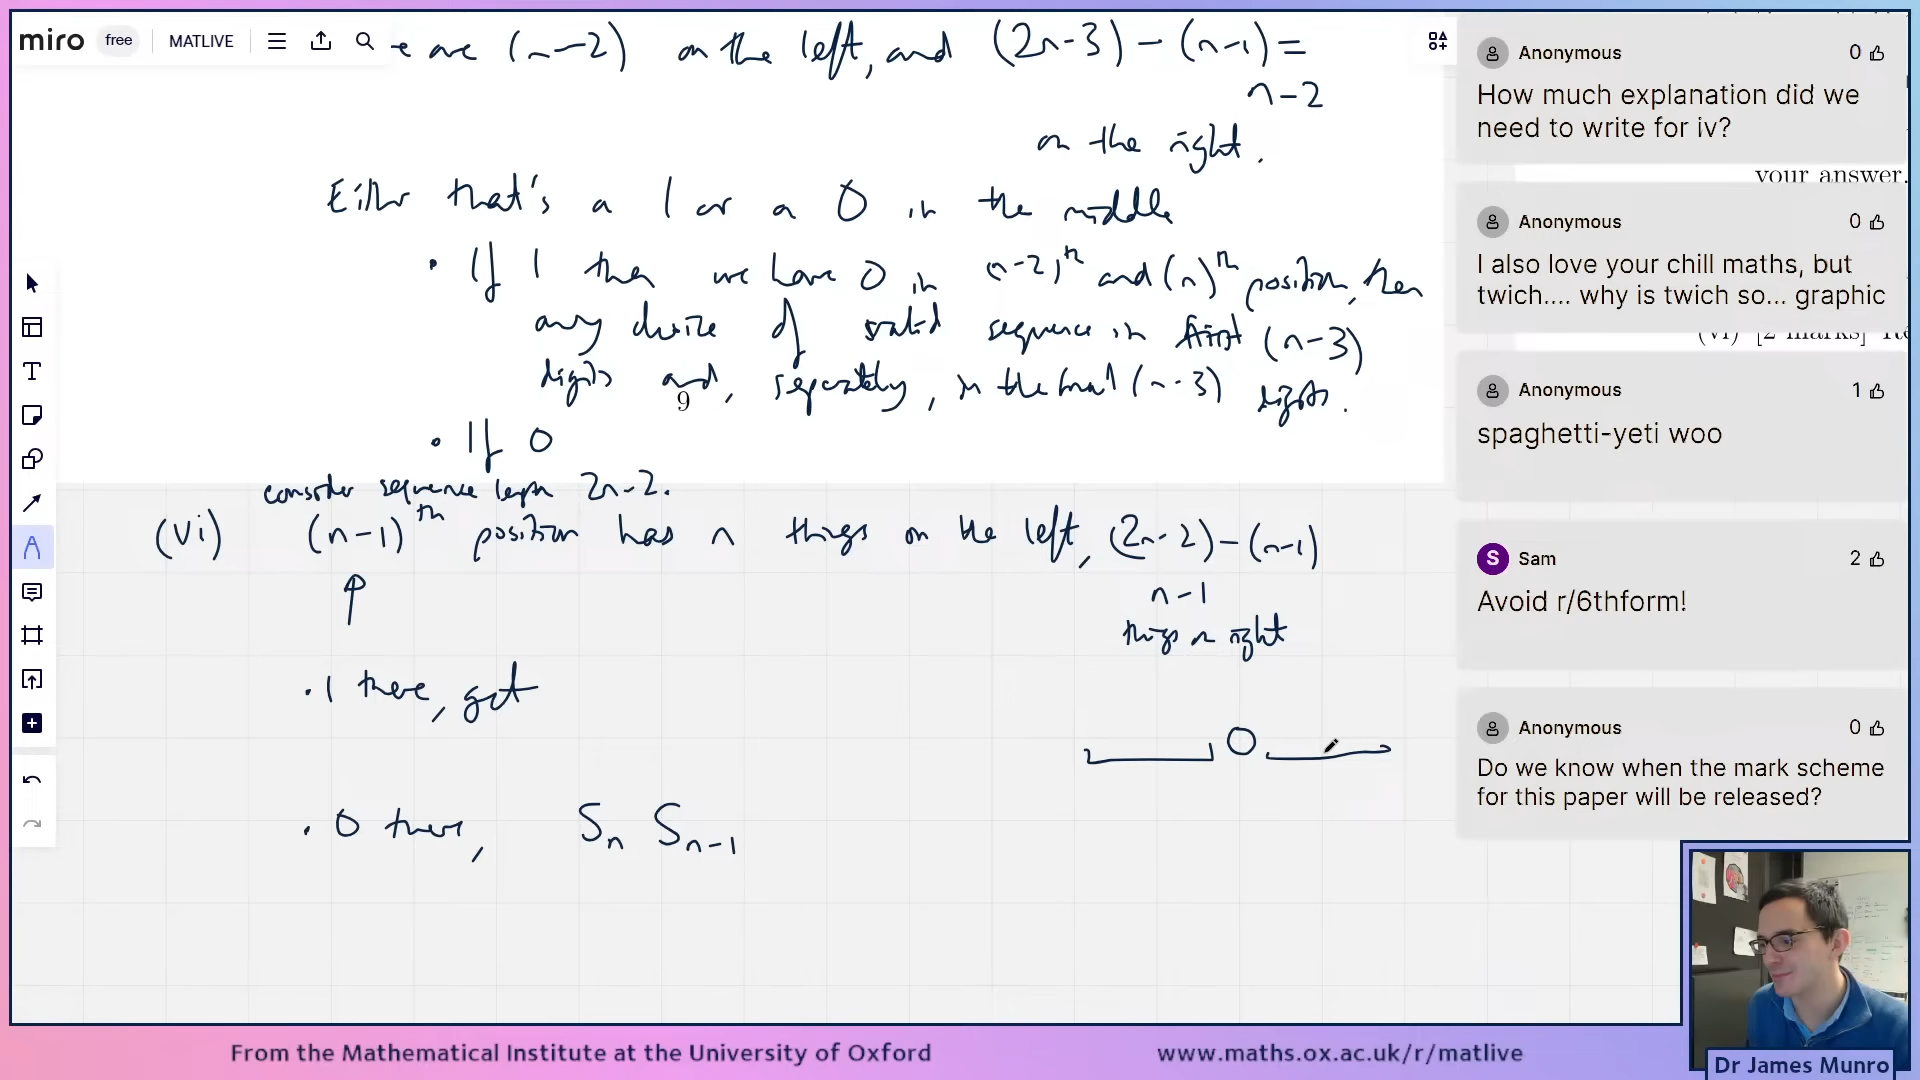 miro free MATLIVE
e are (n-2) on the left, and (2n-3) - (n-1) =
n-2
on the right.
Either that's a 1 or a 0 in the middle
• If 1 then we have 0 in (n-2)th and (n)th position, then
any choice of valid sequence in first (n-3)
digits and, separately, in the final (n-3) digits.
9
• If 0
consider sequence length 2n-2.
(vi) (n-1)th position has n things on the left, (2n-2)-(n-1)
n-1
things on right
• 1 there, get
0
• 0 there, Sn Sn-1
Anonymous 0
How much explanation did we
need to write for iv?
your answer.
Anonymous 0
I also love your chill maths, but
twich.... why is twich so... graphic
(vi) [2 marks]
Anonymous 1
spaghetti-yeti woo
S Sam 2
Avoid r/6thform!
Anonymous 0
Do we know when the mark scheme
for this paper will be released?
From the Mathematical Institute at the University of Oxford
www.maths.ox.ac.uk/r/matlive
Dr James Munro